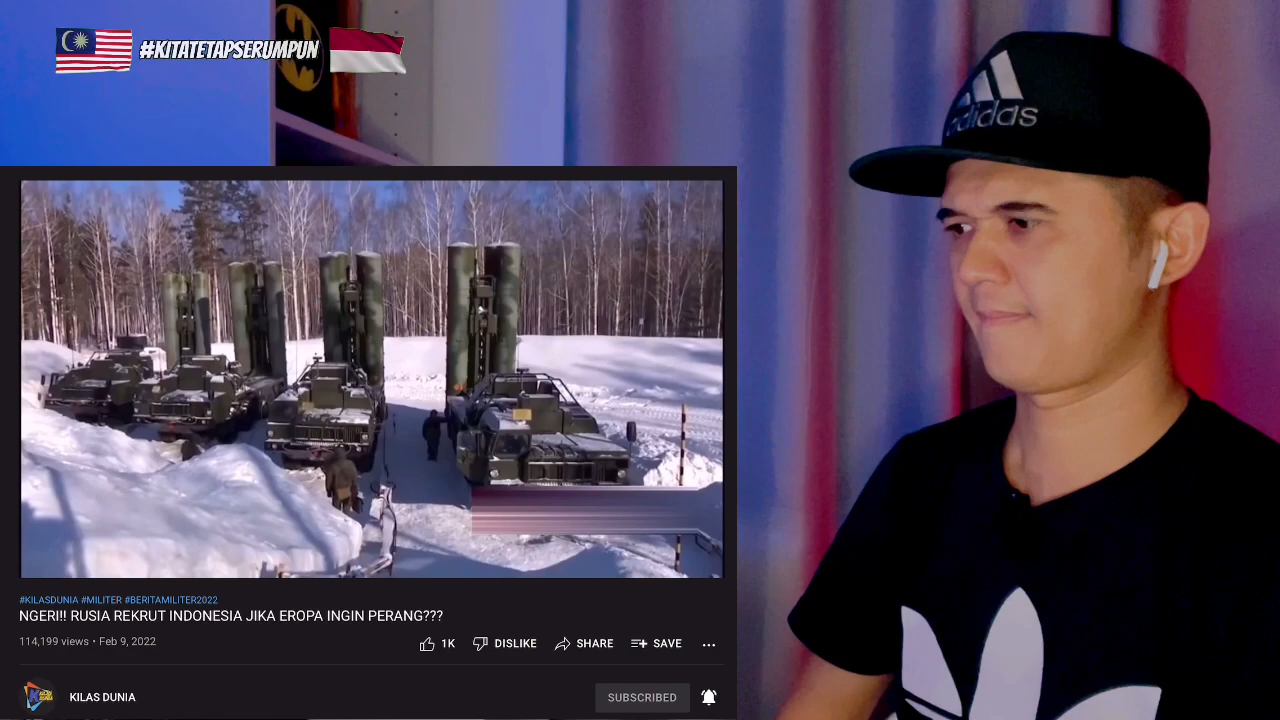 #KITATETAPSERUMPUN
adidas
#KILASDUNIA #MILITER #BERITAMILITER2022
NGERI!! RUSIA REKRUT INDONESIA JIKA EROPA INGIN PERANG???
114,199 views • Feb 9, 2022
1K
DISLIKE
SHARE
SAVE
KILAS DUNIA
SUBSCRIBED